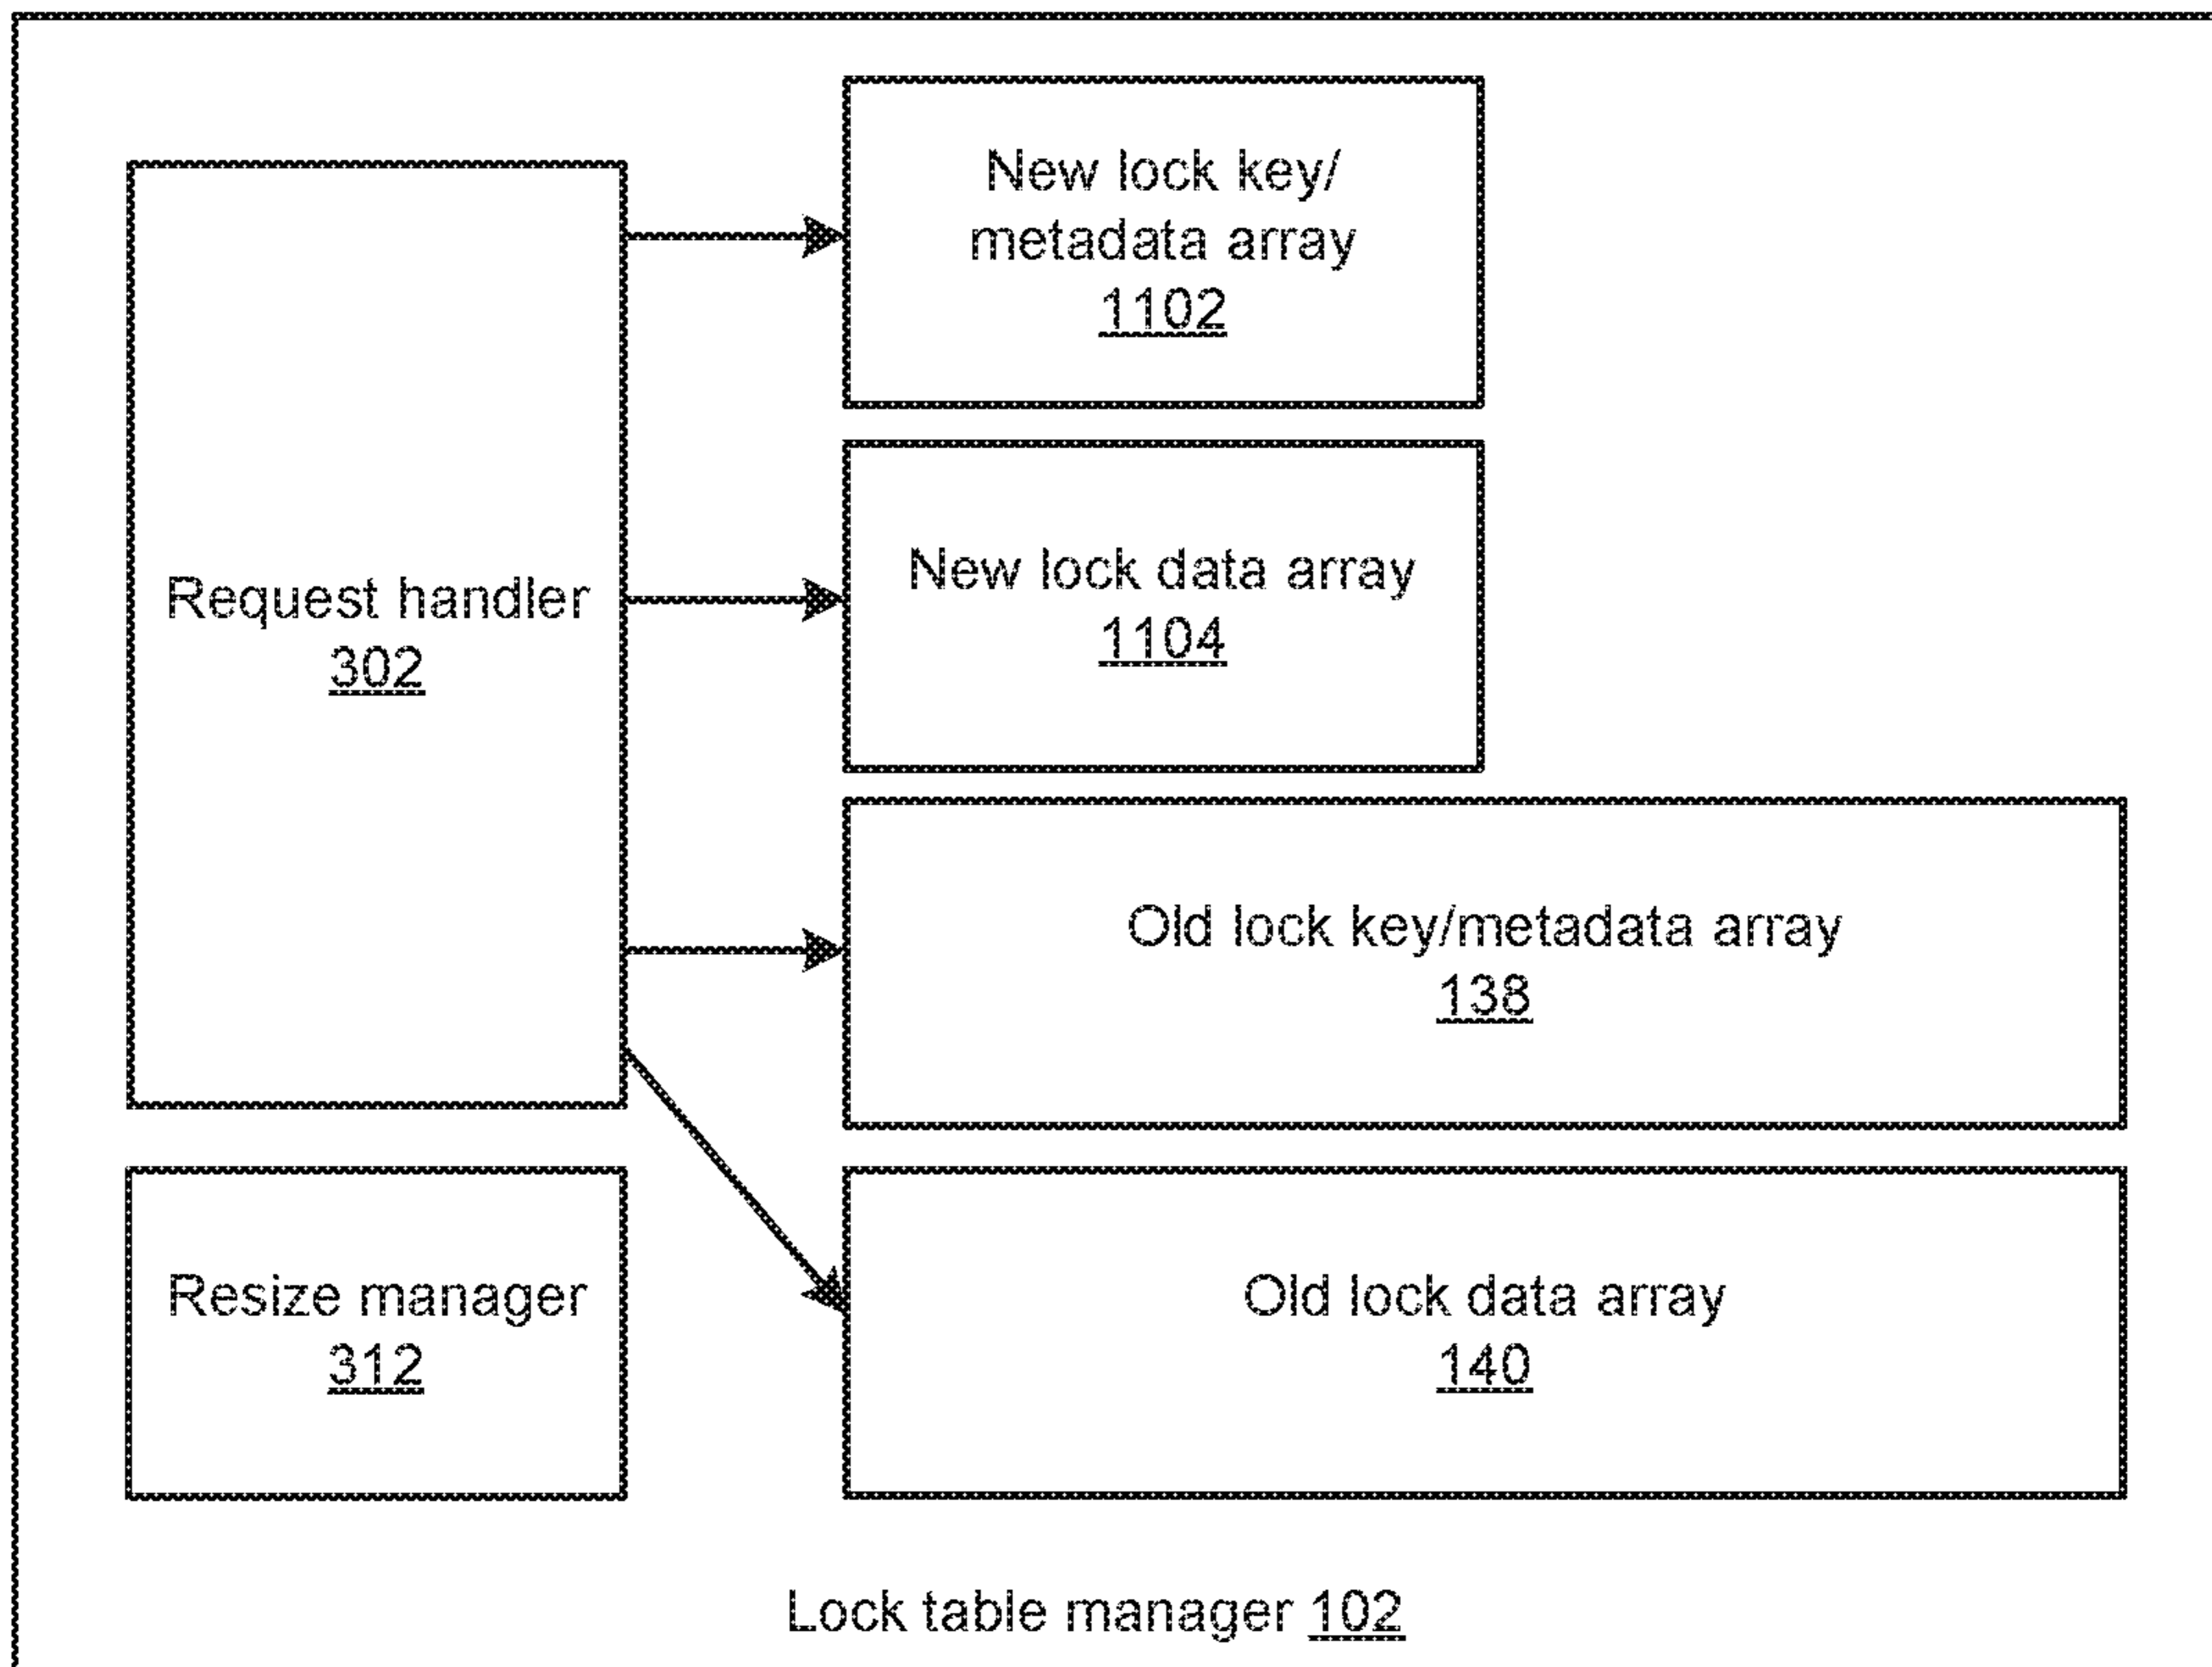 New lock key/
metadata array
1102
Request handler
302
New lock data array
1104
Old lock key/metadata array
138
Resize manager
312
Old lock data array
140
Lock table manager 102